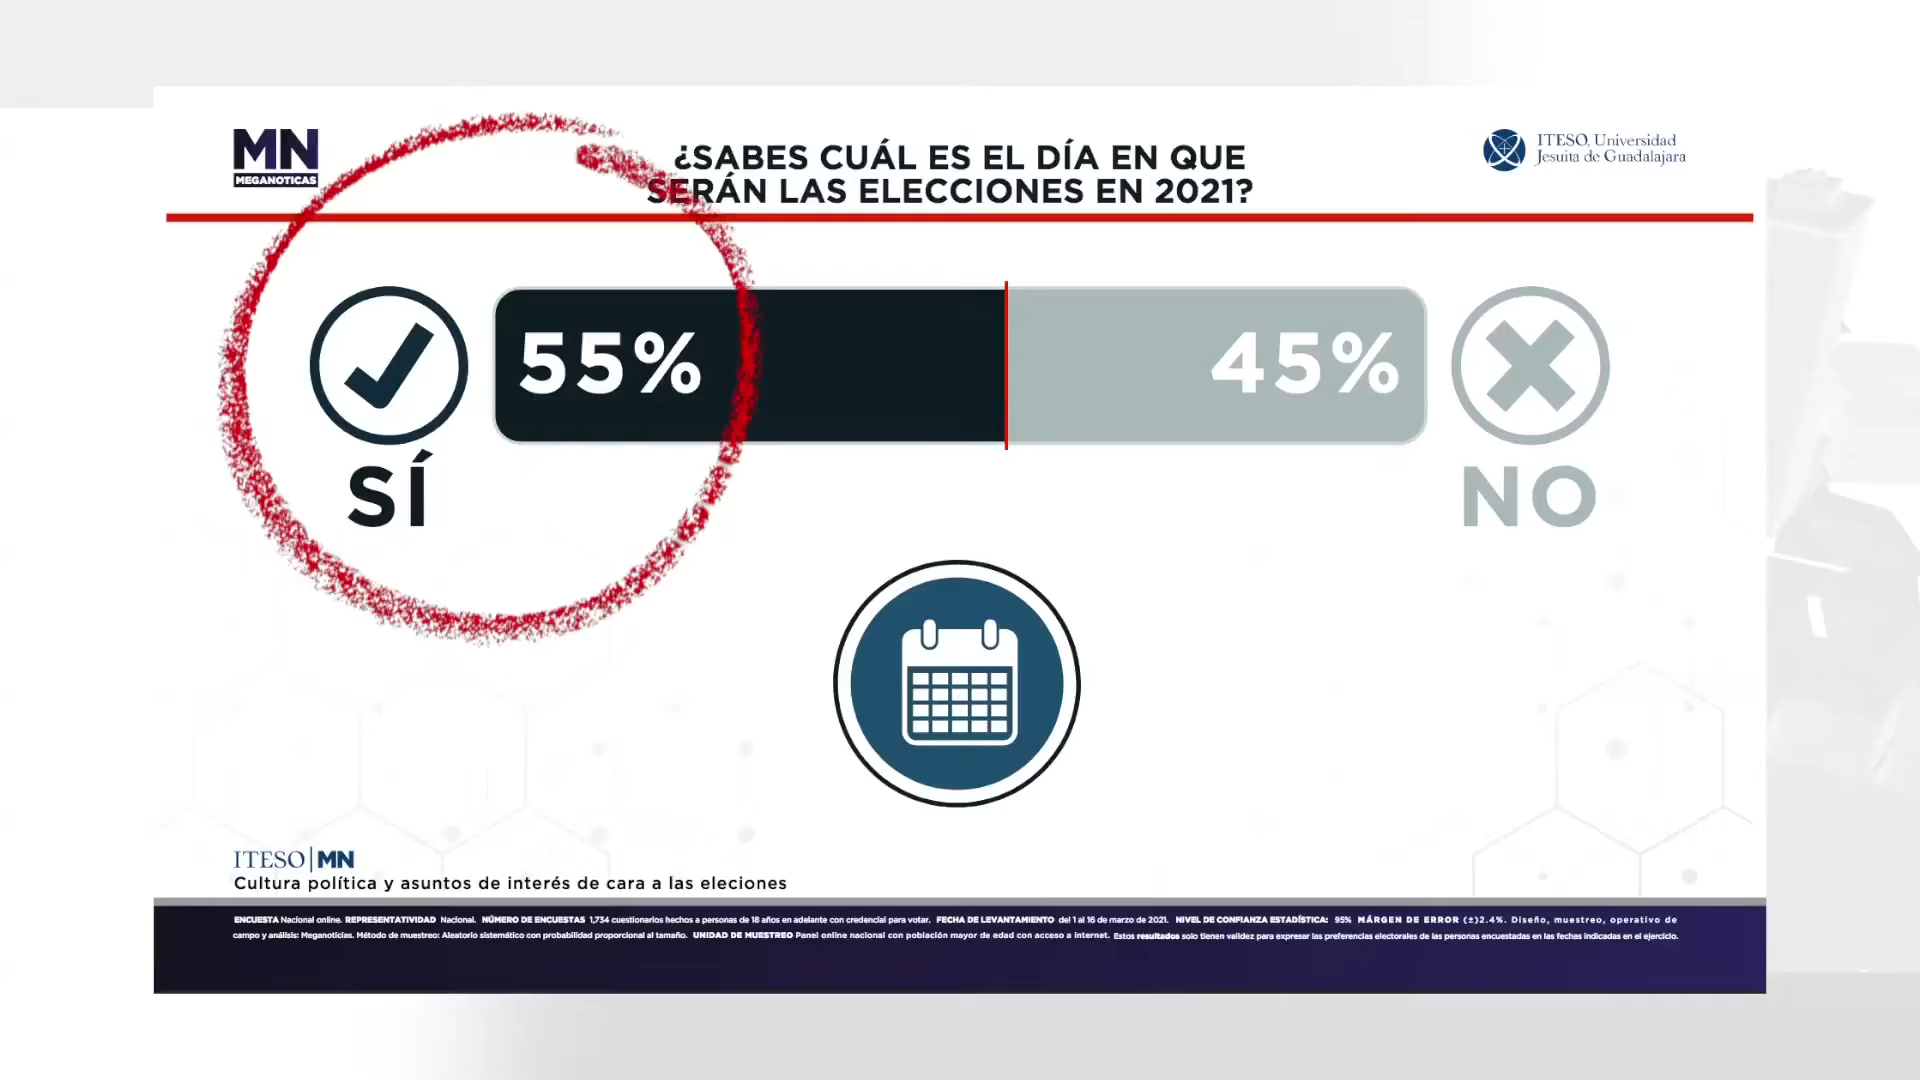 MN
MEGANOTICAS
¿SABES CUÁL ES EL DÍA EN QUE
SERÁN LAS ELECCIONES EN 2021?
ITESO, Universidad
Jesuita de Guadalajara
55%
45%
SÍ
NO
ITESO|MN
Cultura política y asuntos de interés de cara a las eleciones
ENCUESTA Nacional online. REPRESENTATIVIDAD Nacional. NÚMERO DE ENCUESTAS 1,734 cuestionarios hechos a personas de 18 años en adelante con credencial para votar. FECHA DE LEVANTAMIENTO del 1 al 16 de marzo de 2021. NIVEL DE CONFIANZA ESTADÍSTICA: 95% MÁRGEN DE ERROR (±)2.4%. Diseño, muestreo, operativo de
campo y análisis: Meganoticias. Método de muestreo: Aleatorio sistemático con probabilidad proporcional al tamaño. UNIDAD DE MUESTREO Panel online nacional con población mayor de edad con acceso a internet. Estos resultados solo tienen validez para expresar las preferencias electorales de las personas encuestadas en las fechas indicadas en el ejercicio.